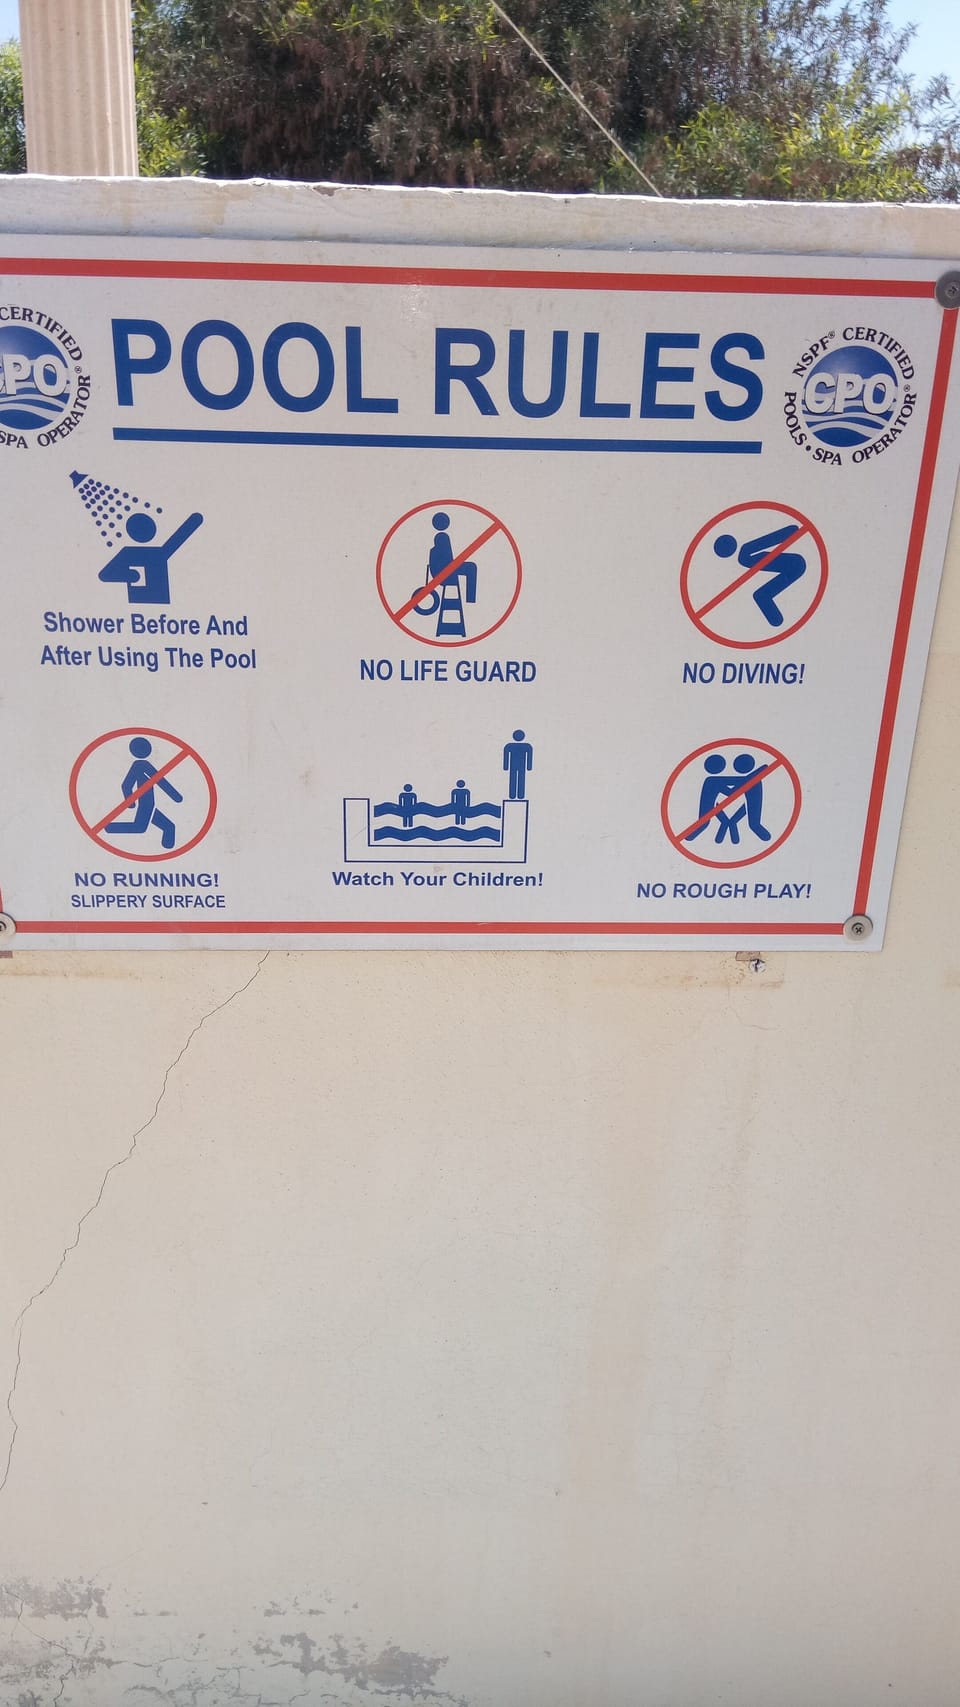 POOL RULES
CERTIFIED
PO
SPA OPERATOR®
NSPF® CERTIFIED
CPO
POOLS • SPA OPERATOR®
Shower Before And
After Using The Pool
NO LIFE GUARD
NO DIVING!
NO RUNNING!
SLIPPERY SURFACE
Watch Your Children!
NO ROUGH PLAY!